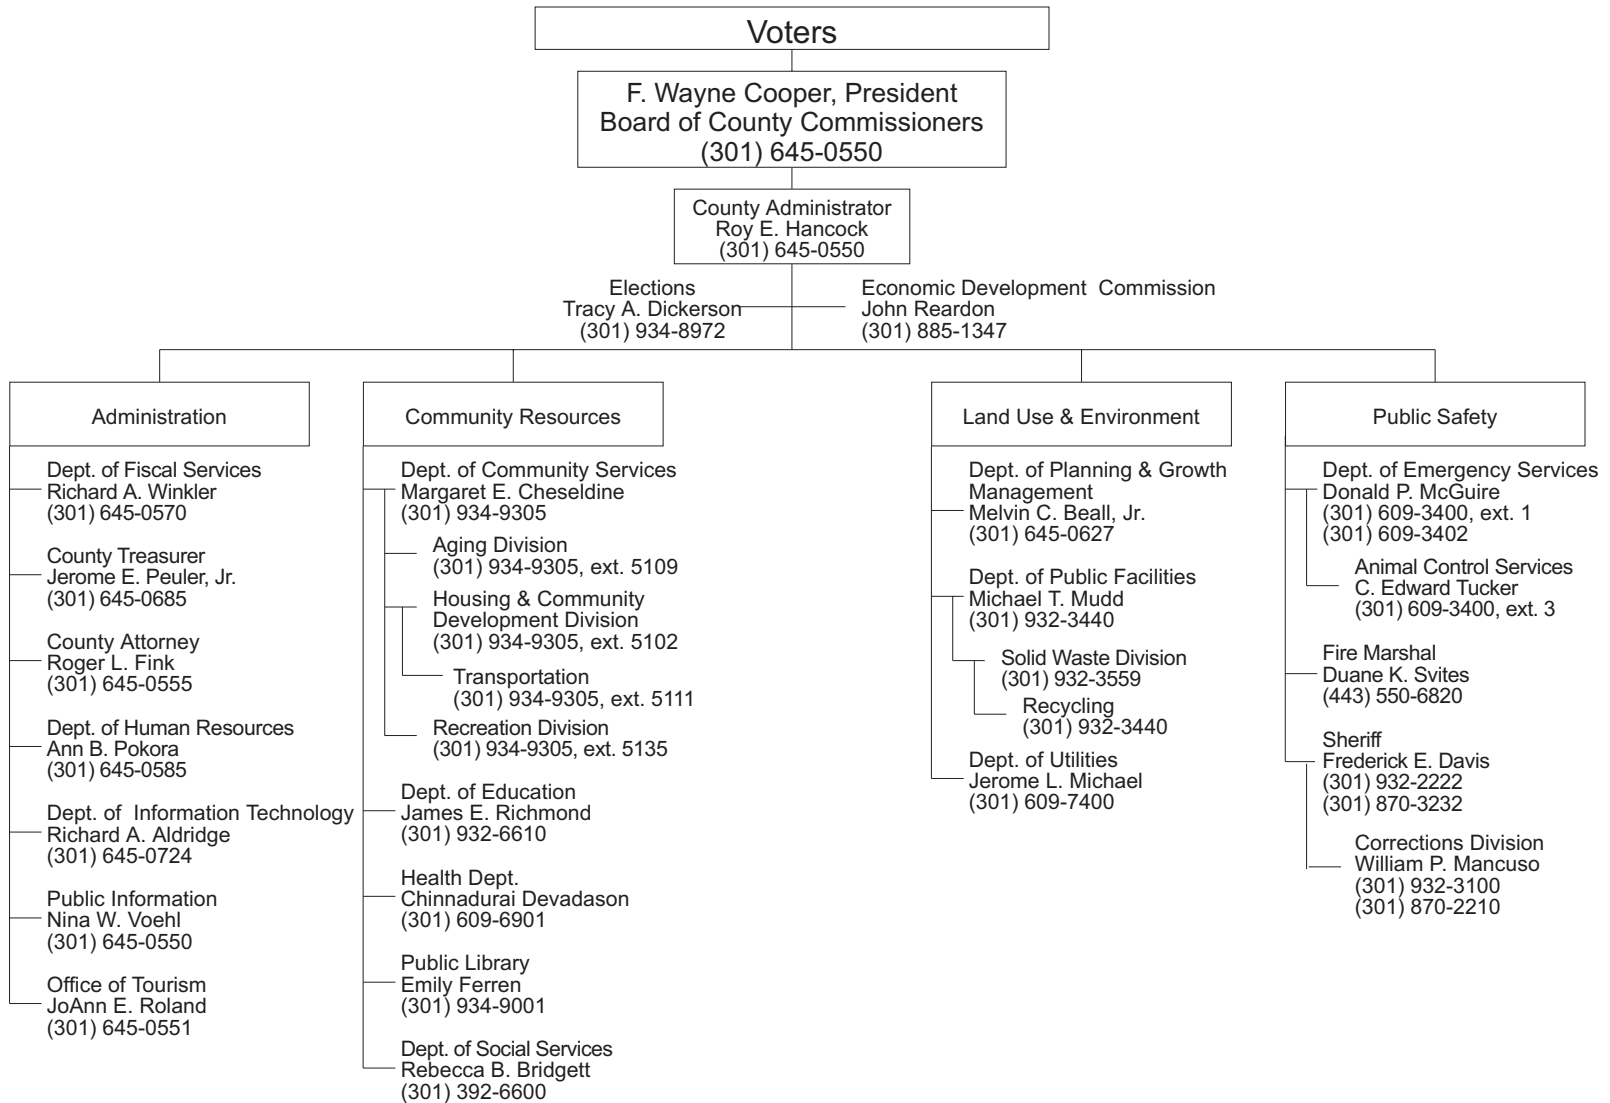 Voters
F. Wayne Cooper, President
Board of County Commissioners
(301) 645-0550
County Administrator
Roy E. Hancock
(301) 645-0550
Elections
Tracy A. Dickerson
(301) 934-8972
Economic Development Commission
John Reardon
(301) 885-1347
Administration
Dept. of Fiscal Services
Richard A. Winkler
(301) 645-0570
County Treasurer
Jerome E. Peuler, Jr.
(301) 645-0685
County Attorney
Roger L. Fink
(301) 645-0555
Dept. of Human Resources
Ann B. Pokora
(301) 645-0585
Dept. of Information Technology
Richard A. Aldridge
(301) 645-0724
Public Information
Nina W. Voehl
(301) 645-0550
Office of Tourism
JoAnn E. Roland
(301) 645-0551
Community Resources
Dept. of Community Services
Margaret E. Cheseldine
(301) 934-9305
Aging Division
(301) 934-9305, ext. 5109
Housing & Community
Development Division
(301) 934-9305, ext. 5102
Transportation
(301) 934-9305, ext. 5111
Recreation Division
(301) 934-9305, ext. 5135
Dept. of Education
James E. Richmond
(301) 932-6610
Health Dept.
Chinnadurai Devadason
(301) 609-6901
Public Library
Emily Ferren
(301) 934-9001
Dept. of Social Services
Rebecca B. Bridgett
(301) 392-6600
Land Use & Environment
Dept. of Planning & Growth
Management
Melvin C. Beall, Jr.
(301) 645-0627
Dept. of Public Facilities
Michael T. Mudd
(301) 932-3440
Solid Waste Division
(301) 932-3559
Recycling
(301) 932-3440
Dept. of Utilities
Jerome L. Michael
(301) 609-7400
Public Safety
Dept. of Emergency Services
Donald P. McGuire
(301) 609-3400, ext. 1
(301) 609-3402
Animal Control Services
C. Edward Tucker
(301) 609-3400, ext. 3
Fire Marshal
Duane K. Svites
(443) 550-6820
Sheriff
Frederick E. Davis
(301) 932-2222
(301) 870-3232
Corrections Division
William P. Mancuso
(301) 932-3100
(301) 870-2210